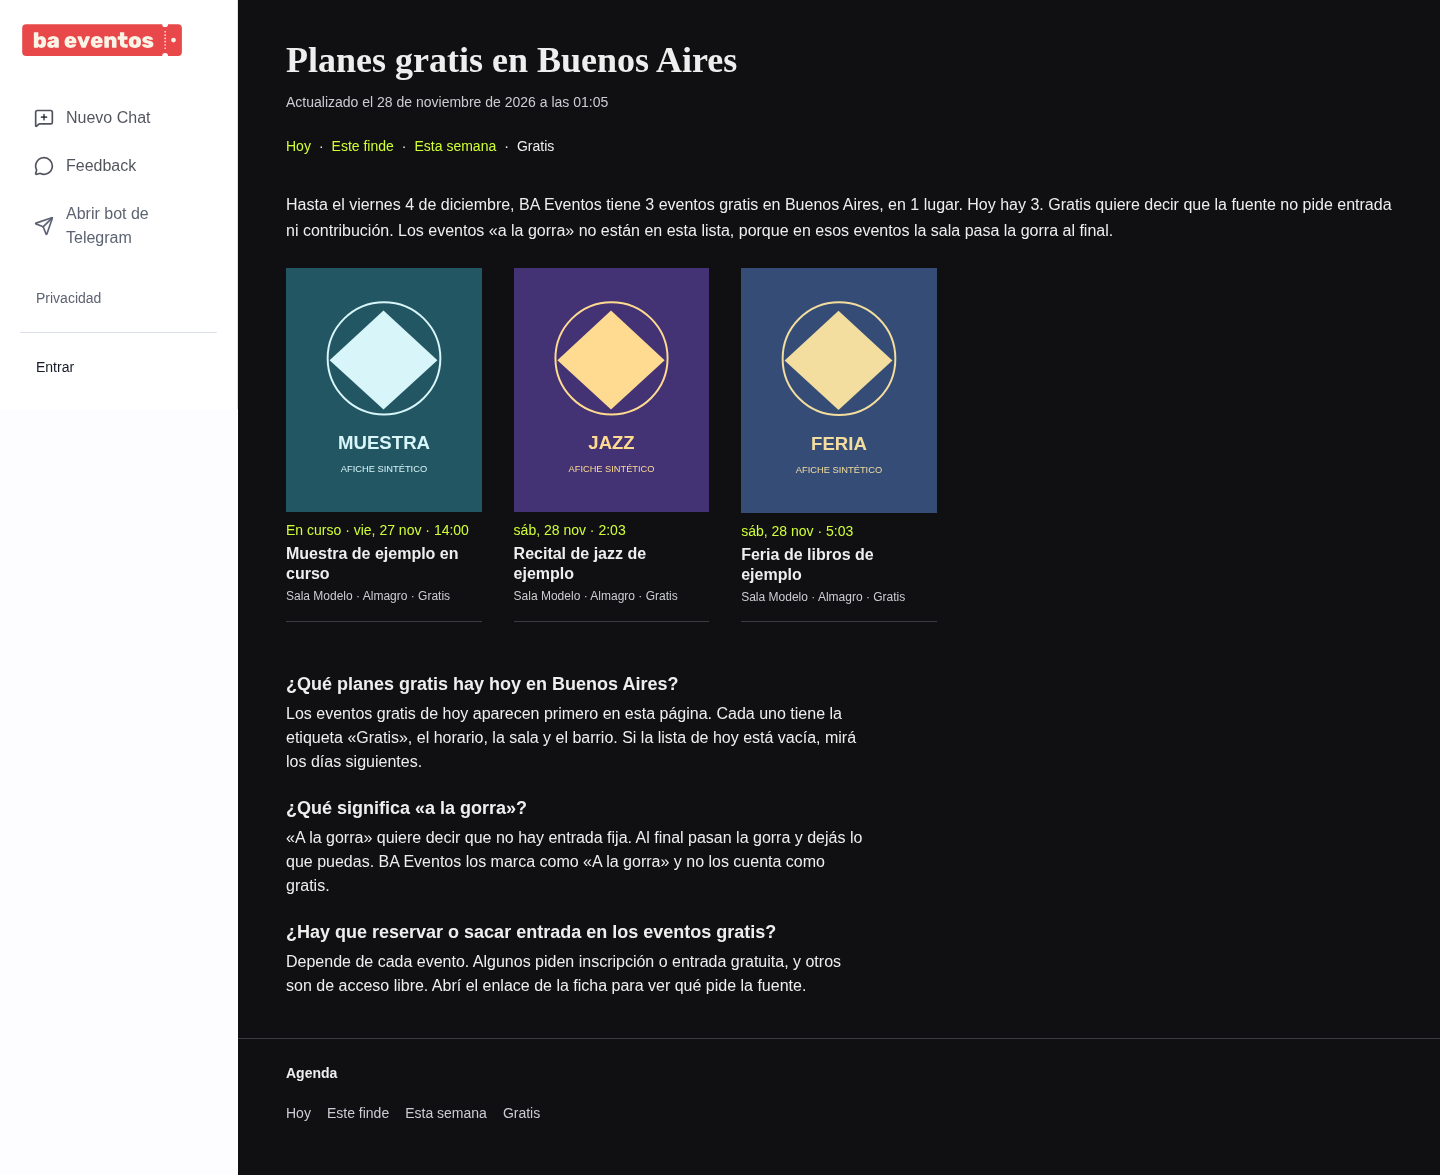 ba eventos
Nuevo Chat
Feedback
Abrir bot de
Telegram
Privacidad
Entrar
Planes gratis en Buenos Aires
Actualizado el 28 de noviembre de 2026 a las 01:05
Hoy · Este finde · Esta semana · Gratis
Hasta el viernes 4 de diciembre, BA Eventos tiene 3 eventos gratis en Buenos Aires, en 1 lugar. Hoy hay 3. Gratis quiere decir que la fuente no pide entrada
ni contribución. Los eventos «a la gorra» no están en esta lista, porque en esos eventos la sala pasa la gorra al final.
MUESTRA
AFICHE SINTÉTICO
En curso · vie, 27 nov · 14:00
Muestra de ejemplo en
curso
Sala Modelo · Almagro · Gratis
JAZZ
AFICHE SINTÉTICO
sáb, 28 nov · 2:03
Recital de jazz de
ejemplo
Sala Modelo · Almagro · Gratis
FERIA
AFICHE SINTÉTICO
sáb, 28 nov · 5:03
Feria de libros de
ejemplo
Sala Modelo · Almagro · Gratis
¿Qué planes gratis hay hoy en Buenos Aires?
Los eventos gratis de hoy aparecen primero en esta página. Cada uno tiene la
etiqueta «Gratis», el horario, la sala y el barrio. Si la lista de hoy está vacía, mirá
los días siguientes.
¿Qué significa «a la gorra»?
«A la gorra» quiere decir que no hay entrada fija. Al final pasan la gorra y dejás lo
que puedas. BA Eventos los marca como «A la gorra» y no los cuenta como
gratis.
¿Hay que reservar o sacar entrada en los eventos gratis?
Depende de cada evento. Algunos piden inscripción o entrada gratuita, y otros
son de acceso libre. Abrí el enlace de la ficha para ver qué pide la fuente.
Agenda
Hoy Este finde Esta semana Gratis